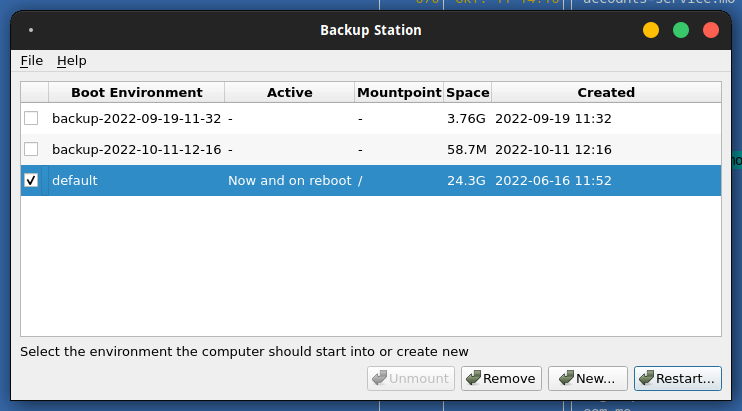 accounts-service.mo
Backup Station
File Help
Boot Environment Active Mountpoint Space Created
backup-2022-09-19-11-32 - - 3.76G 2022-09-19 11:32
backup-2022-10-11-12-16 - - 58.7M 2022-10-11 12:16
default Now and on reboot / 24.3G 2022-06-16 11:52
Select the environment the computer should start into or create new
Unmount Remove New... Restart...